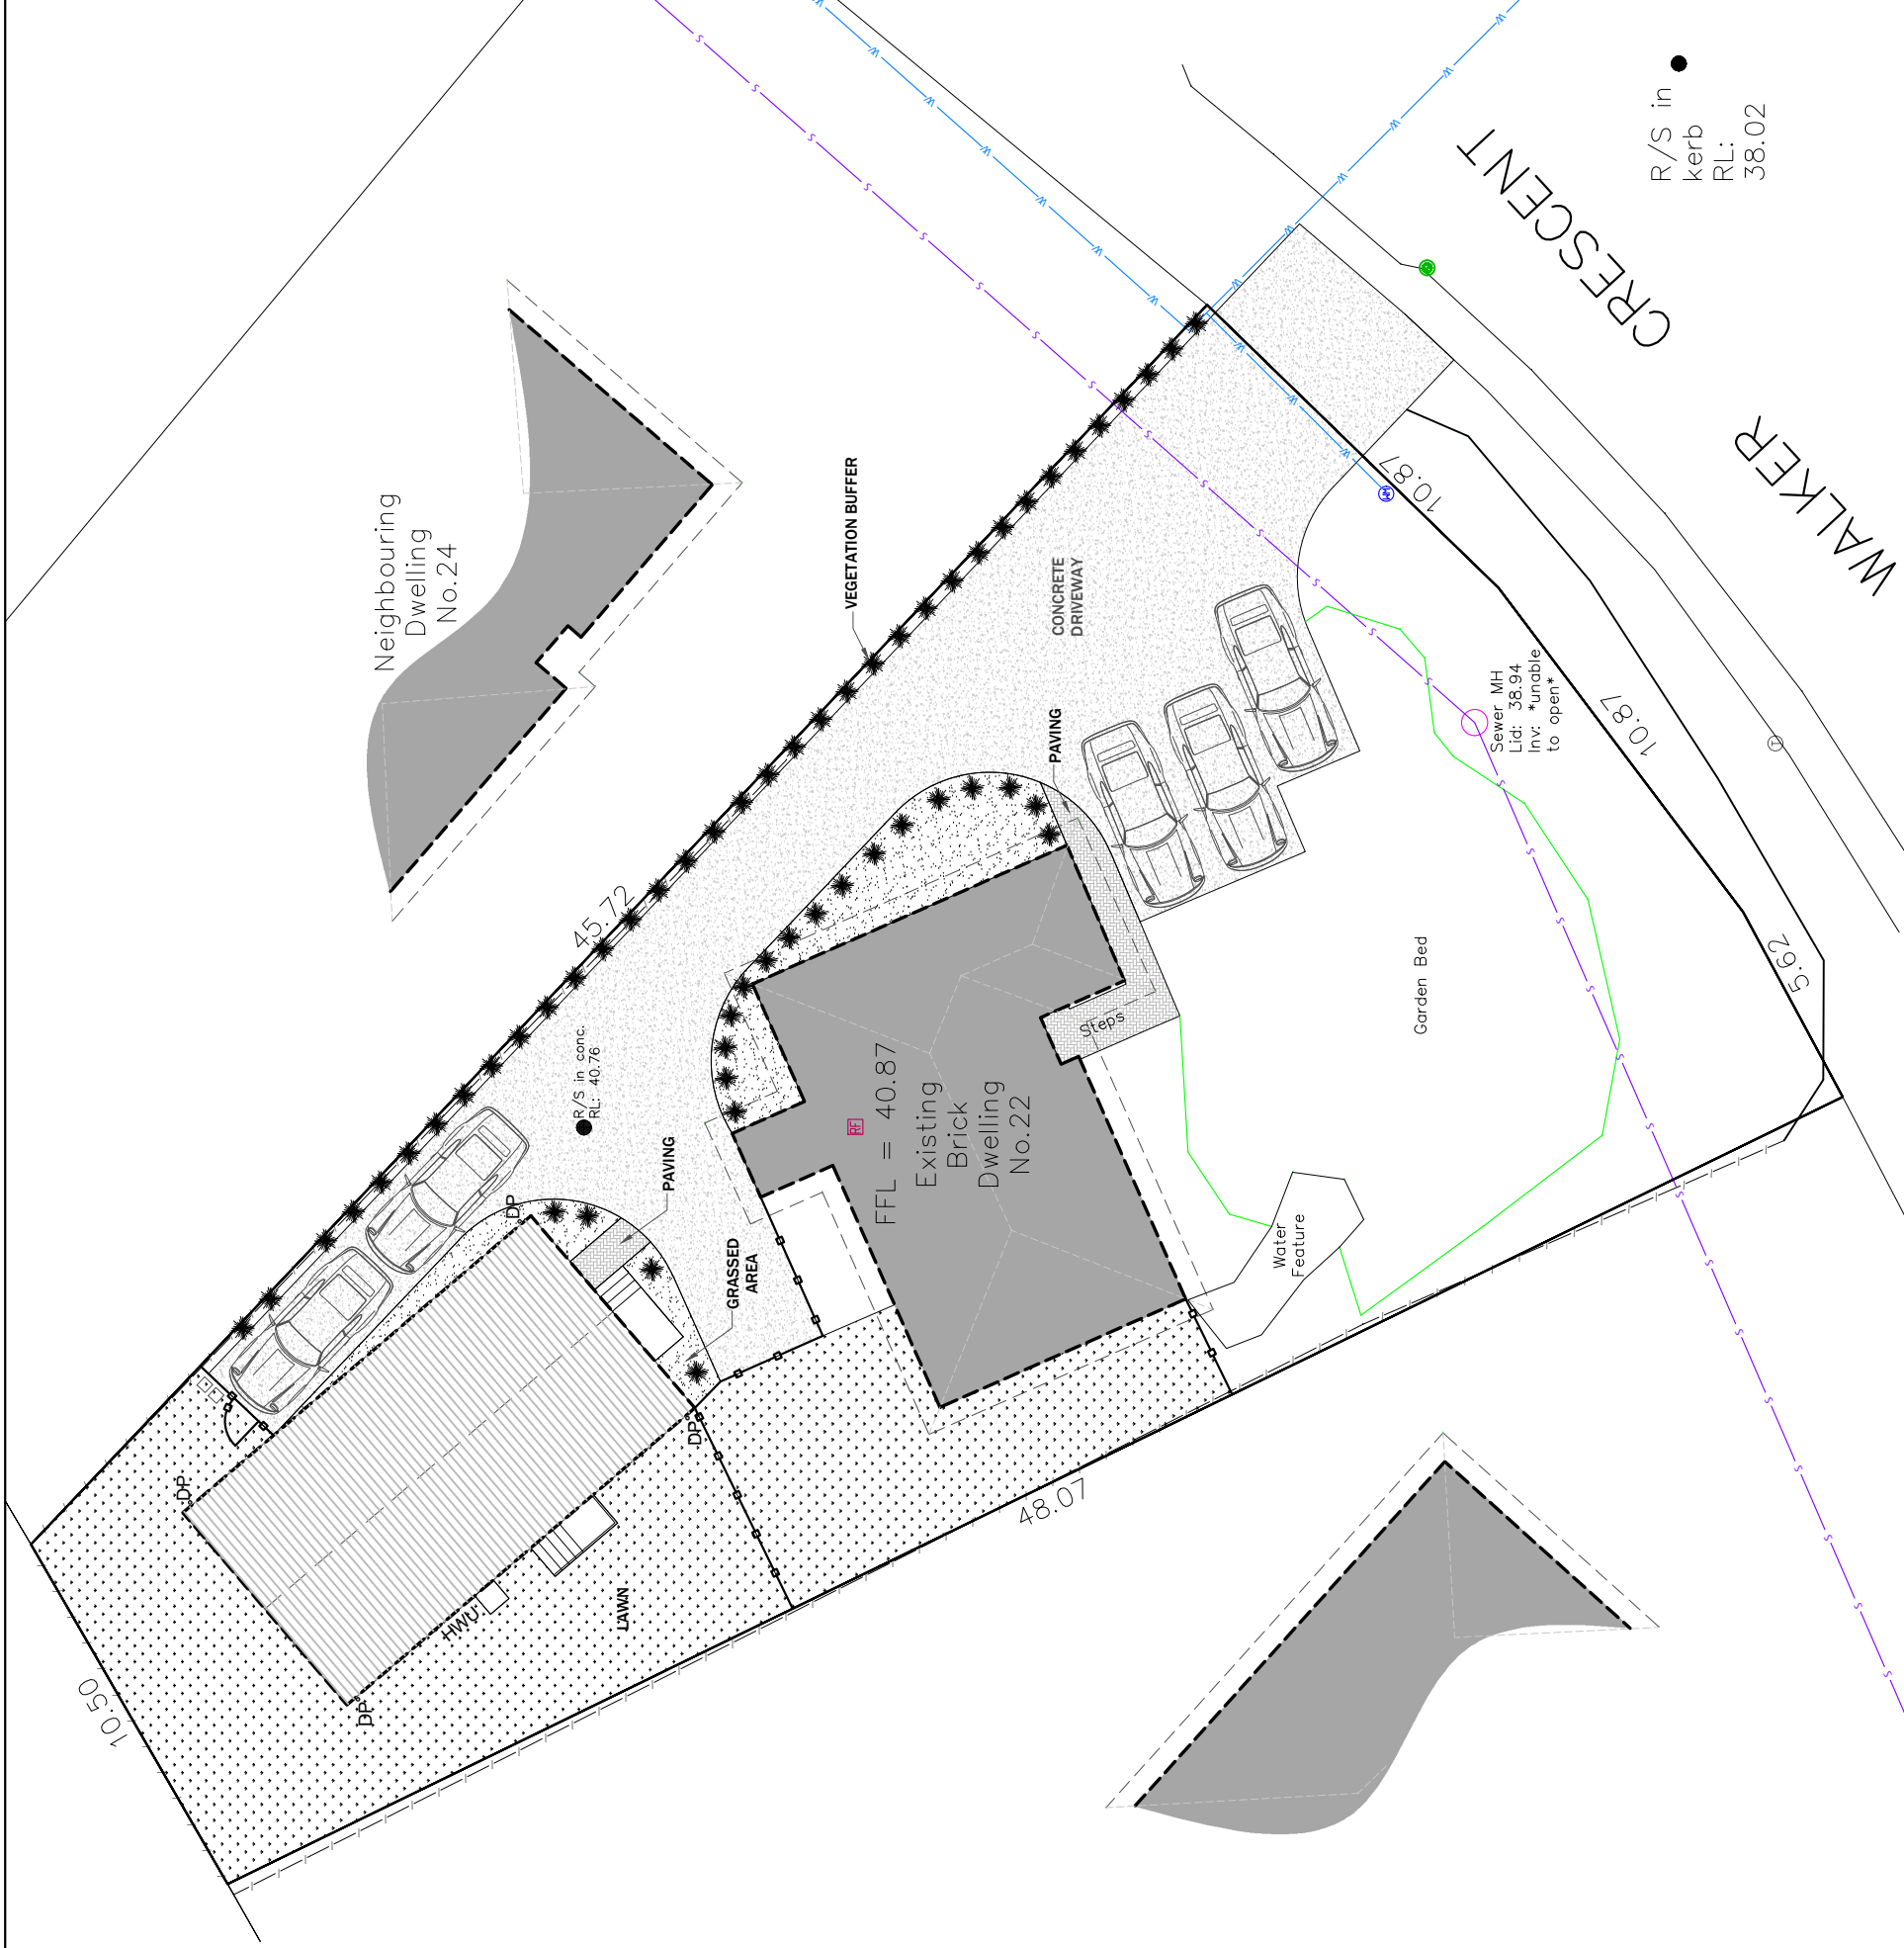 R/S in
kerb
RL:
38.02
WALKER CRESCENT
Neighbouring
Dwelling
No.24
VEGETATION BUFFER
CONCRETE
DRIVEWAY
10.87
PAVING
Sewer MH
Lid: 38.94
Inv: *unable
to open*
10.87
45.72
R/S in conc.
RL: 40.76
Steps
Garden Bed
5.62
FFL = 40.87
Existing
Brick
Dwelling
No.22
RF
PAVING
DP
GRASSED
AREA
Water
Feature
DP
DP
48.07
HWU
LAWN
DP
10.50
S S S S S S S S S S S S S S S S S S S S S S S S S S
W W W W W W W W W W W W W W W